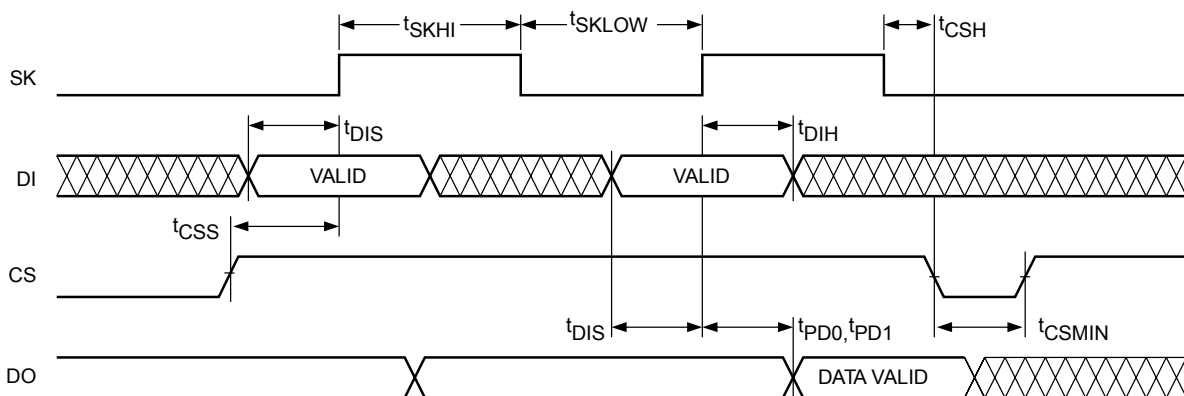 tSKHI
tSKLOW
tCSH
SK
tDIS
tDIH
DI
VALID
VALID
tCSS
CS
tDIS
tPD0,tPD1
tCSMIN
DO
DATA VALID